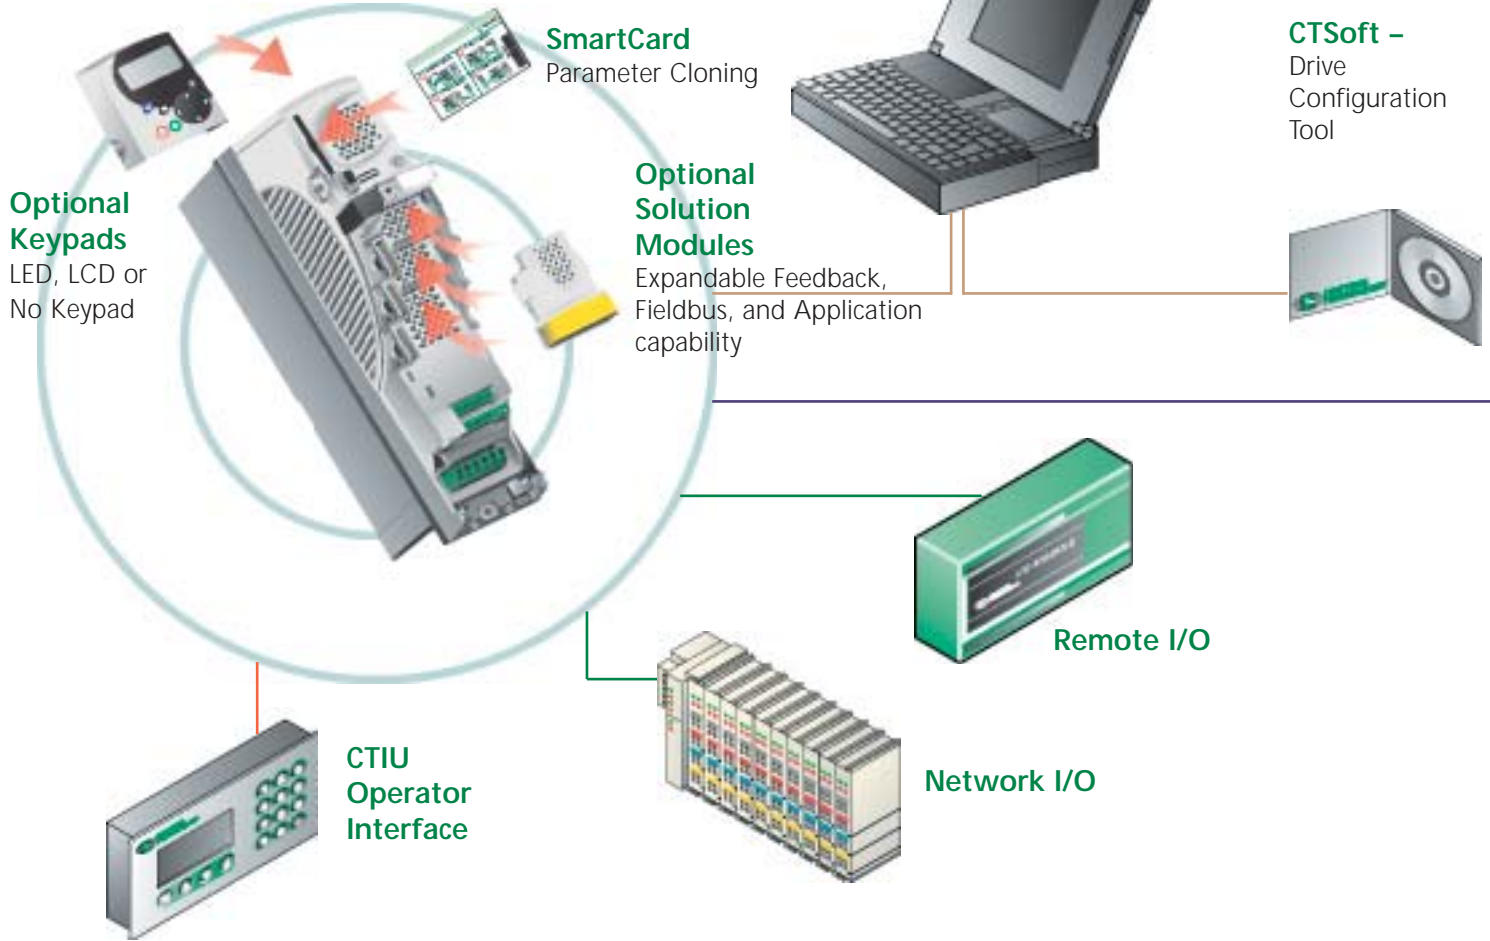 SmartCard
Parameter Cloning
CTSoft –
Drive
Configuration
Tool
Optional
Keypads
LED, LCD or
No Keypad
Optional
Solution
Modules
Expandable Feedback,
Fieldbus, and Application
capability
Remote I/O
Network I/O
CTIU
Operator
Interface